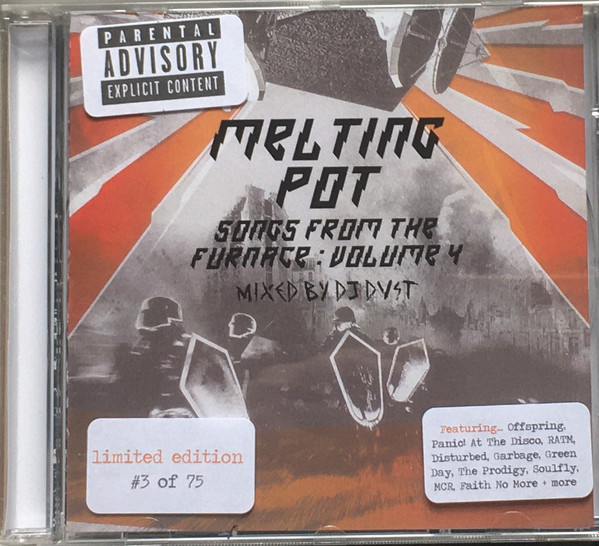 PARENTAL
ADVISORY
EXPLICIT CONTENT
MELTING
POT
SONGS FROM THE
FURNACE : VOLUME 4
MIXED BY DJ DVST
limited edition
#3 of 75
Featuring… Offspring,
Panic! At The Disco, RATM,
Disturbed, Garbage, Green
Day, The Prodigy, Soulfly,
MCR, Faith No More + more